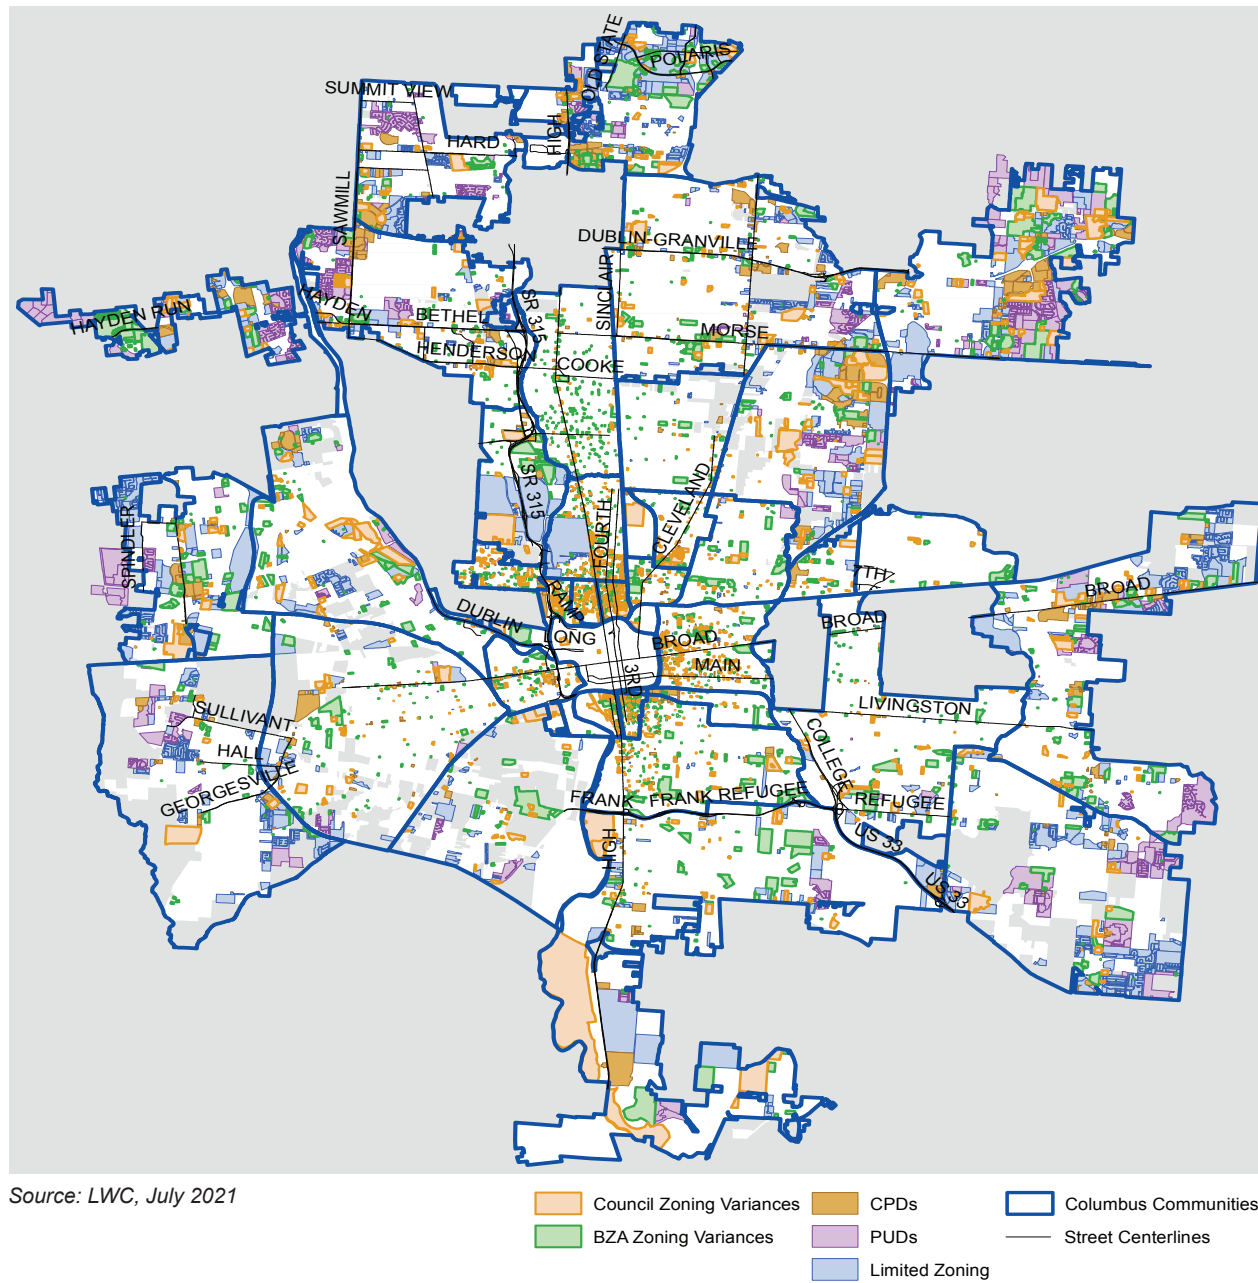 OLD STATE
POLARIS
SUMMIT VIEW
HIGH
HARD
SAWMILL
DUBLIN-GRANVILLE
SINCLAIR
SR 315
HAYDEN
HAYDEN RUN
BETHEL
MORSE
HENDERSON
COOKE
SR 315
CLEVELAND
FOURTH
SPINDLER
7TH
BROAD
RAMP
DUBLIN
BROAD
LONG
BROAD
MAIN
3RD
LIVINGSTON
SULLIVANT
COLLEGE
HALL
GEORGESVILLE
FRANK
FRANK REFUGEE
REFUGEE
HIGH
US 33
US 33
Source: LWC, July 2021
Council Zoning Variances
CPDs
Columbus Communities
BZA Zoning Variances
PUDs
Street Centerlines
Limited Zoning